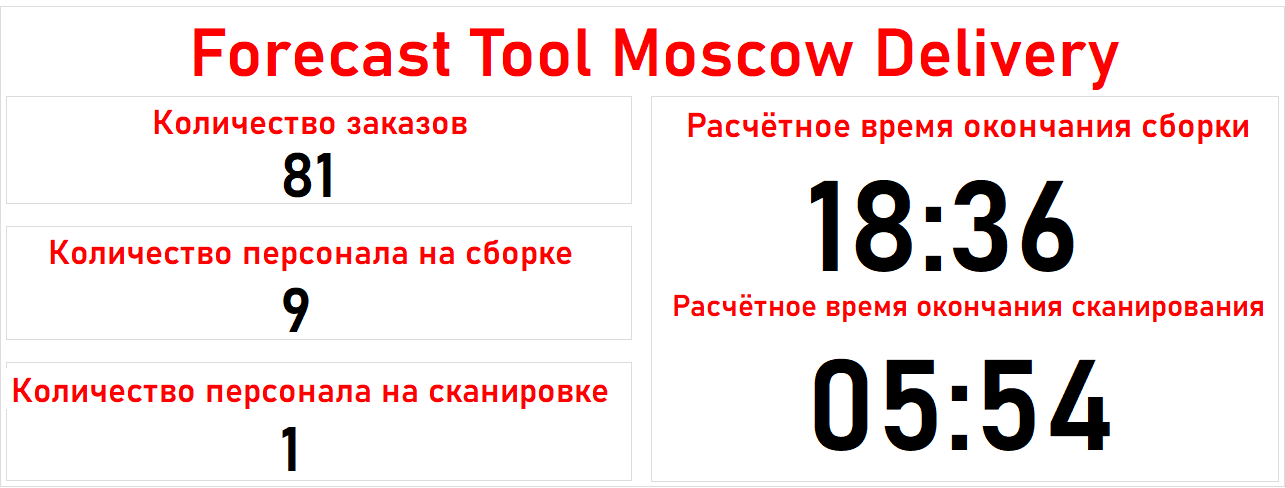 Forecast Tool Moscow Delivery
Количество заказов
81
Количество персонала на сборке
9
Количество персонала на сканировке
1
Расчётное время окончания сборки
18:36
Расчётное время окончания сканирования
05:54